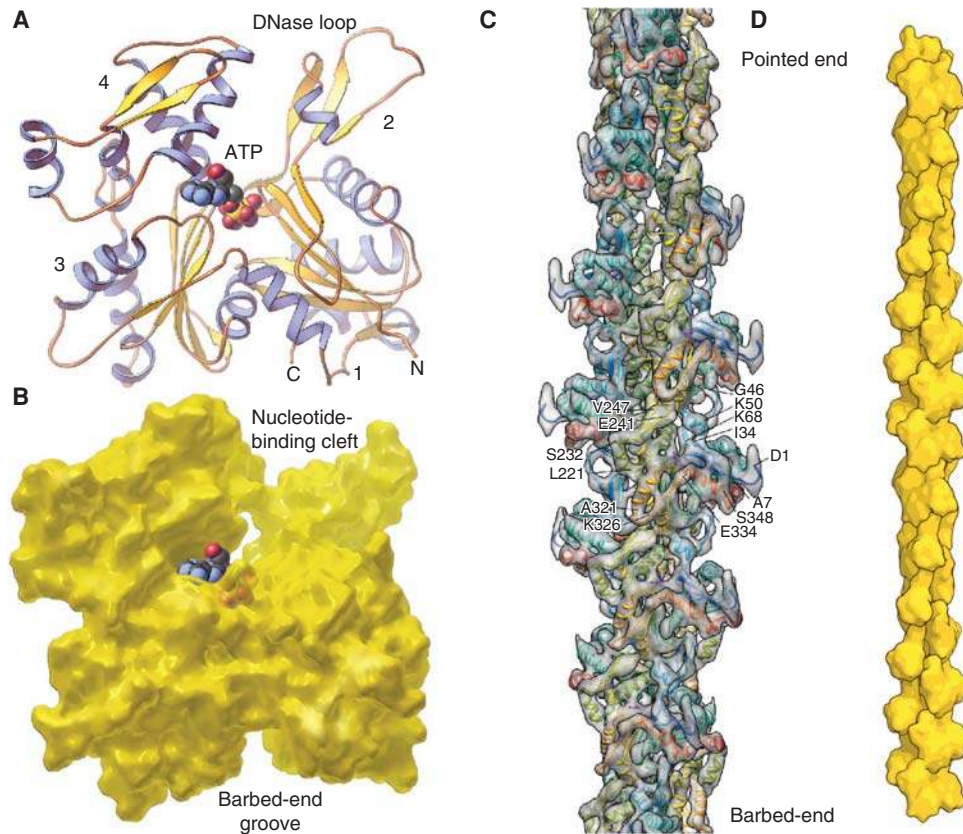 A
DNase loop
4
2
ATP
3
C
1
N
B
Nucleotide-
binding cleft
Barbed-end
groove
C
D
Pointed end
G46
K50
K68
I34
D1
A7
S348
E334
V247
E241
S232
L221
A321
K326
Barbed-end